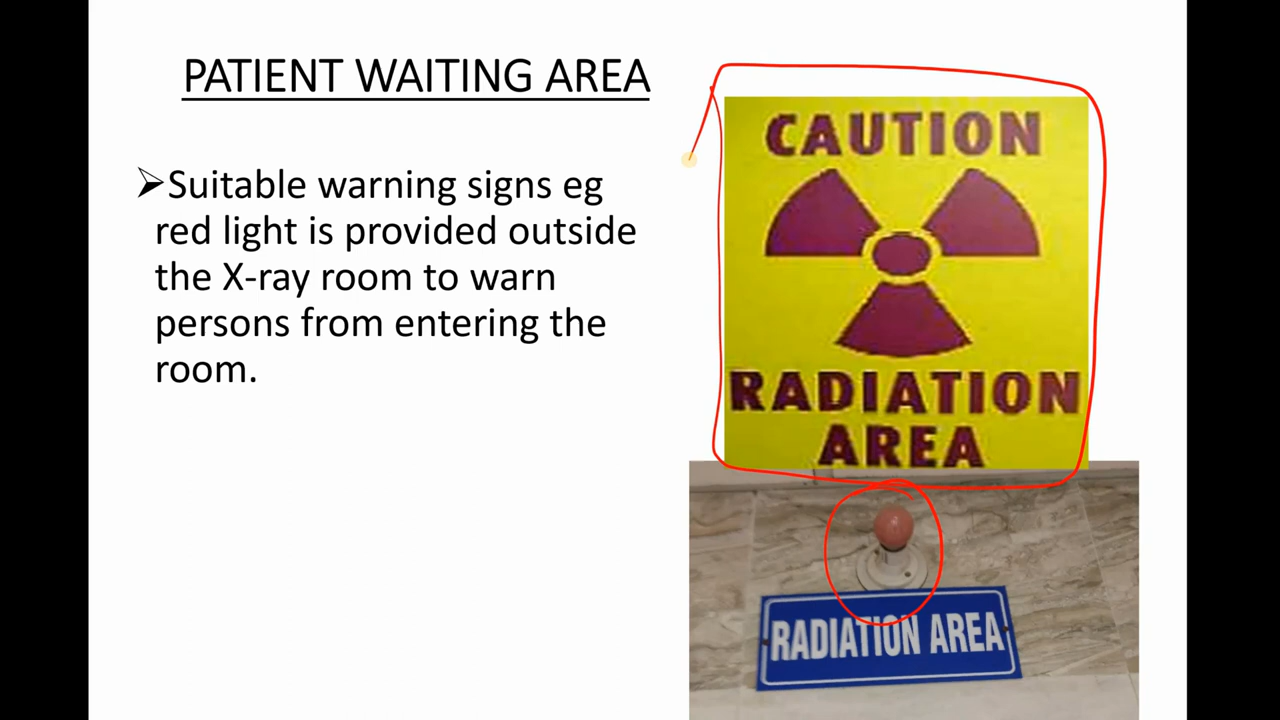 PATIENT WAITING AREA
➢Suitable warning signs eg
red light is provided outside
the X-ray room to warn
persons from entering the
room.
CAUTION
RADIATION
AREA
RADIATION AREA